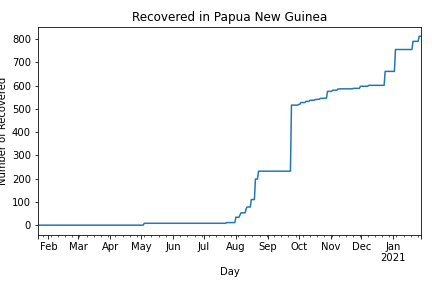 Recovered in Papua New Guinea
800
700
600
500
400
300
200
100
0
Number of Recovered
Feb Mar Apr May Jun Jul Aug Sep Oct Nov Dec Jan
2021
Day